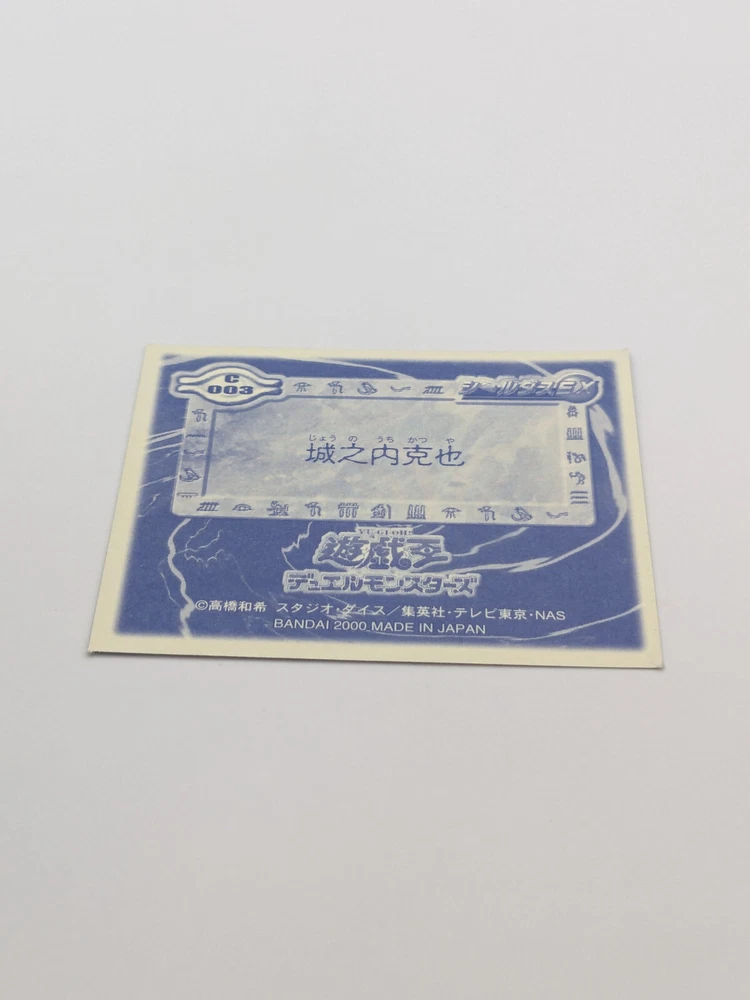 C
003
シールダスEX
じょう の うち かつ や
城之内克也
YU-GI-OH!
遊戯王
デュエルモンスターズ
©高橋和希 スタジオ・ダイス／集英社・テレビ東京・NAS
BANDAI 2000 MADE IN JAPAN